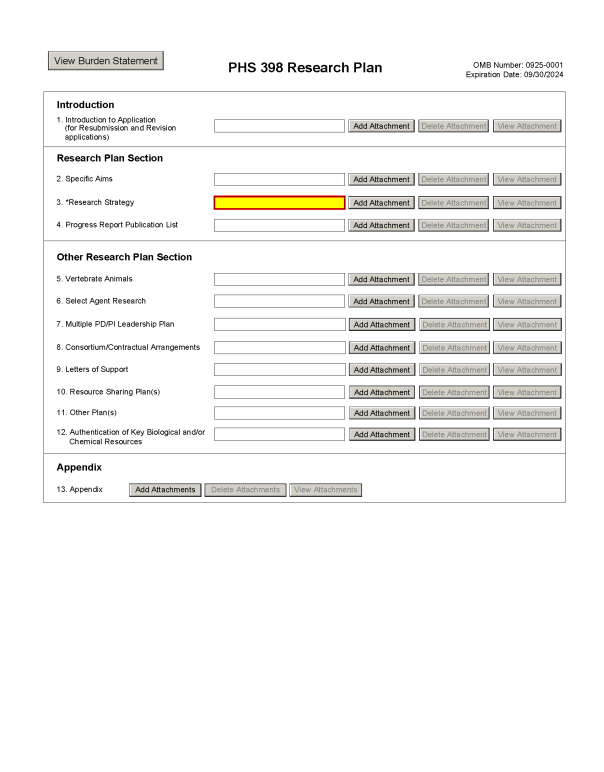 View Burden Statement
PHS 398 Research Plan
OMB Number: 0925-0001
Expiration Date: 09/30/2024
Introduction
1. Introduction to Application
(for Resubmission and Revision
applications)
Add Attachment Delete Attachment View Attachment
Research Plan Section
2. Specific Aims Add Attachment Delete Attachment View Attachment
3. *Research Strategy Add Attachment Delete Attachment View Attachment
4. Progress Report Publication List Add Attachment Delete Attachment View Attachment
Other Research Plan Section
5. Vertebrate Animals Add Attachment Delete Attachment View Attachment
6. Select Agent Research Add Attachment Delete Attachment View Attachment
7. Multiple PD/PI Leadership Plan Add Attachment Delete Attachment View Attachment
8. Consortium/Contractual Arrangements Add Attachment Delete Attachment View Attachment
9. Letters of Support Add Attachment Delete Attachment View Attachment
10. Resource Sharing Plan(s) Add Attachment Delete Attachment View Attachment
11. Other Plan(s) Add Attachment Delete Attachment View Attachment
12. Authentication of Key Biological and/or
Chemical Resources
Add Attachment Delete Attachment View Attachment
Appendix
13. Appendix Add Attachments Delete Attachments View Attachments